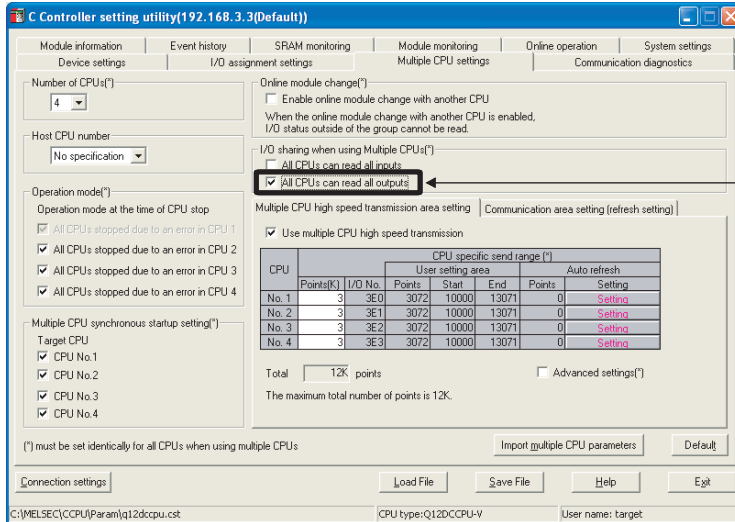 C Controller setting utility(192.168.3.3(Default))
Module information Event history SRAM monitoring Module monitoring Online operation System settings
Device settings I/O assignment settings Multiple CPU settings Communication diagnostics
Number of CPUs(*)
4
Host CPU number
No specification
Operation mode(*)
Operation mode at the time of CPU stop
All CPUs stopped due to an error in CPU 1
All CPUs stopped due to an error in CPU 2
All CPUs stopped due to an error in CPU 3
All CPUs stopped due to an error in CPU 4
Multiple CPU synchronous startup setting(*)
Target CPU
CPU No.1
CPU No.2
CPU No.3
CPU No.4
Online module change(*)
Enable online module change with another CPU
When the online module change with another CPU is enabled,
I/O status outside of the group cannot be read.
I/O sharing when using Multiple CPUs(*)
All CPUs can read all inputs
All CPUs can read all outputs
Multiple CPU high speed transmission area setting Communication area setting (refresh setting)
Use multiple CPU high speed transmission
CPU specific send range (*)
CPU User setting area Auto refresh
Points(K) I/O No. Points Start End Points Setting
No. 1 3 3E0 3072 10000 13071 0 Setting
No. 2 3 3E1 3072 10000 13071 0 Setting
No. 3 3 3E2 3072 10000 13071 0 Setting
No. 4 3 3E3 3072 10000 13071 0 Setting
Total 12K points Advanced settings(*)
The maximum total number of points is 12K.
(*) must be set identically for all CPUs when using multiple CPUs
Import multiple CPU parameters Default
Connection settings Load File Save File Help Exit
C:\MELSEC\CCPU\Param\q12dccpu.cst CPU type:Q12DCCPU-V User name: target